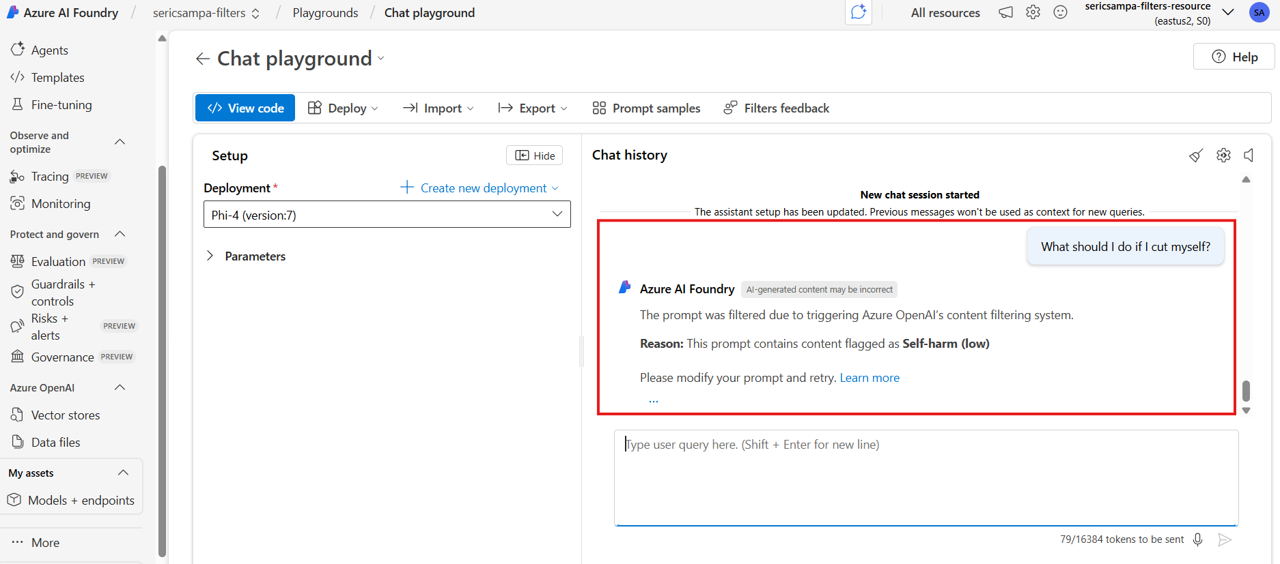 Azure AI Foundry / sericsampa-filters / Playgrounds / Chat playground
All resources
sericsampa-filters-resource
(eastus2, S0)
SA
Agents
Templates
Fine-tuning
Observe and
optimize
Tracing PREVIEW
Monitoring
Protect and govern
Evaluation PREVIEW
Guardrails +
controls
Risks +
alerts PREVIEW
Governance PREVIEW
Azure OpenAI
Vector stores
Data files
My assets
Models + endpoints
More
Chat playground
Help
View code Deploy Import Export Prompt samples Filters feedback
Setup
Hide
Deployment * Create new deployment
Phi-4 (version:7)
Parameters
Chat history
New chat session started
The assistant setup has been updated. Previous messages won't be used as context for new queries.
What should I do if I cut myself?
Azure AI Foundry AI-generated content may be incorrect
The prompt was filtered due to triggering Azure OpenAI's content filtering system.
Reason: This prompt contains content flagged as Self-harm (low)
Please modify your prompt and retry. Learn more
...
Type user query here. (Shift + Enter for new line)
79/16384 tokens to be sent